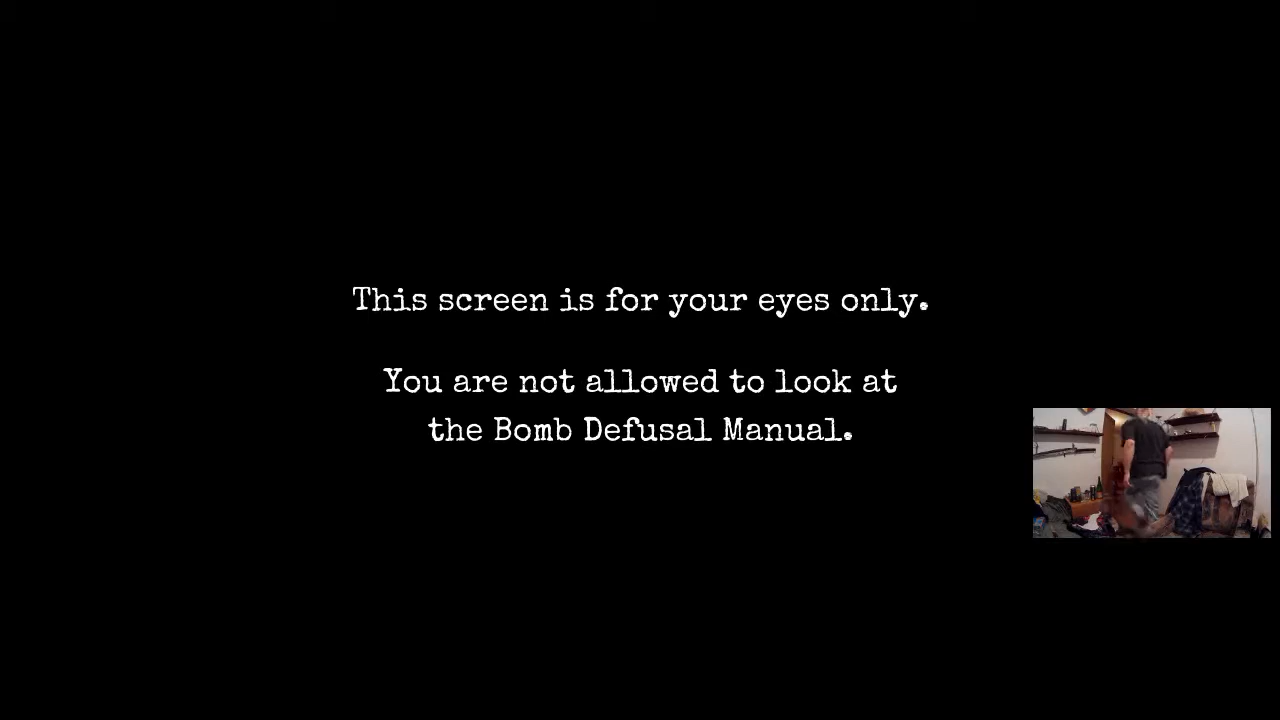 This screen is for your eyes only.
You are not allowed to look at
the Bomb Defusal Manual.